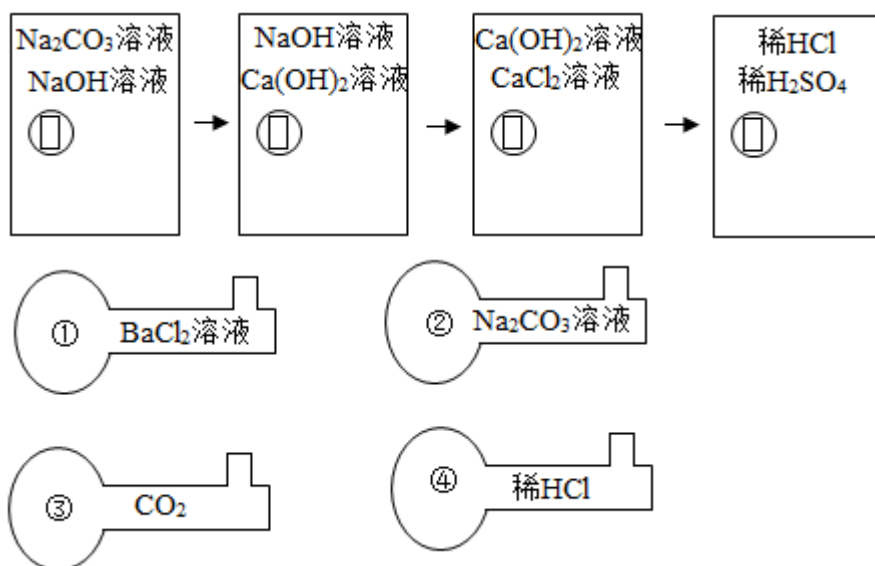 Na₂CO₃溶液
NaOH溶液
NaOH溶液
Ca(OH)₂溶液
Ca(OH)₂溶液
CaCl₂溶液
稀HCl
稀H₂SO₄
① BaCl₂溶液
② Na₂CO₃溶液
③ CO₂
④ 稀HCl